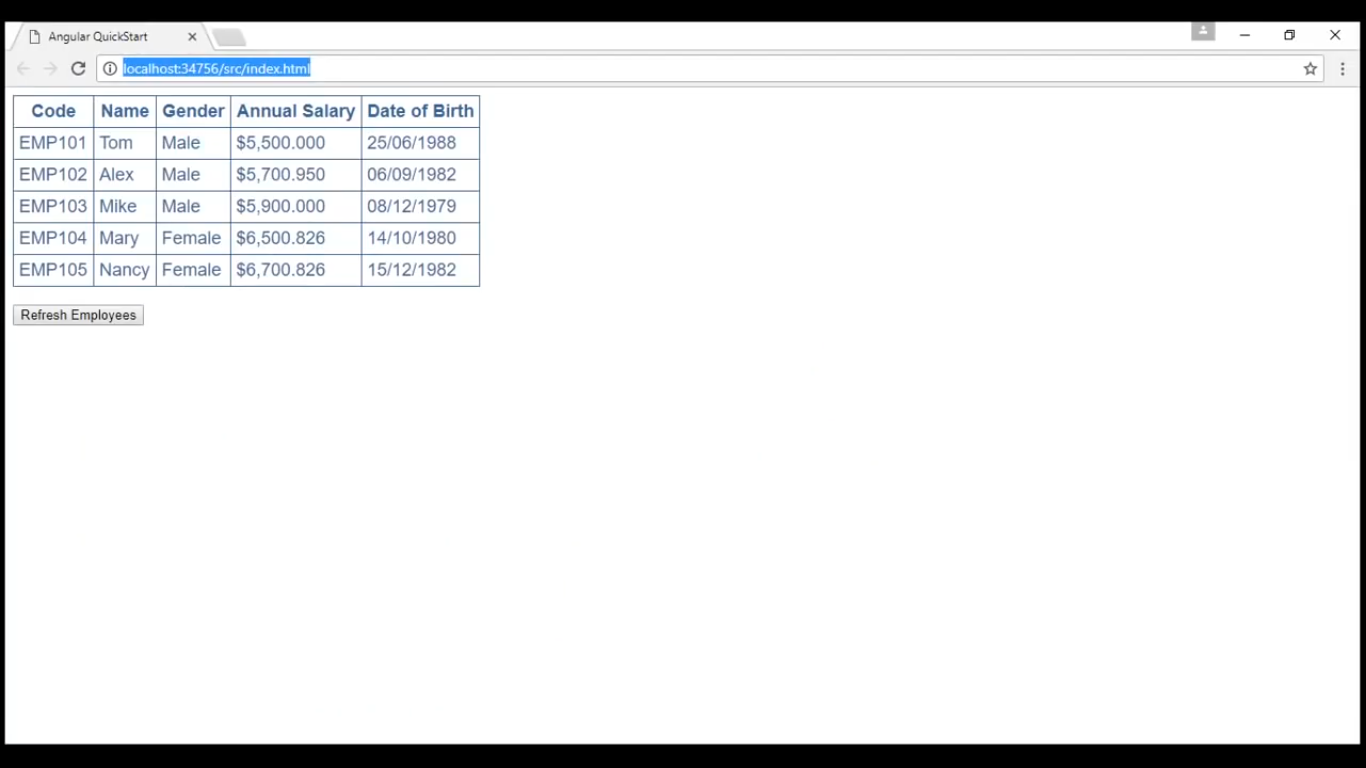 Angular QuickStart
localhost:34756/src/index.html
Code Name Gender Annual Salary Date of Birth
EMP101 Tom Male $5,500.000 25/06/1988
EMP102 Alex Male $5,700.950 06/09/1982
EMP103 Mike Male $5,900.000 08/12/1979
EMP104 Mary Female $6,500.826 14/10/1980
EMP105 Nancy Female $6,700.826 15/12/1982
Refresh Employees